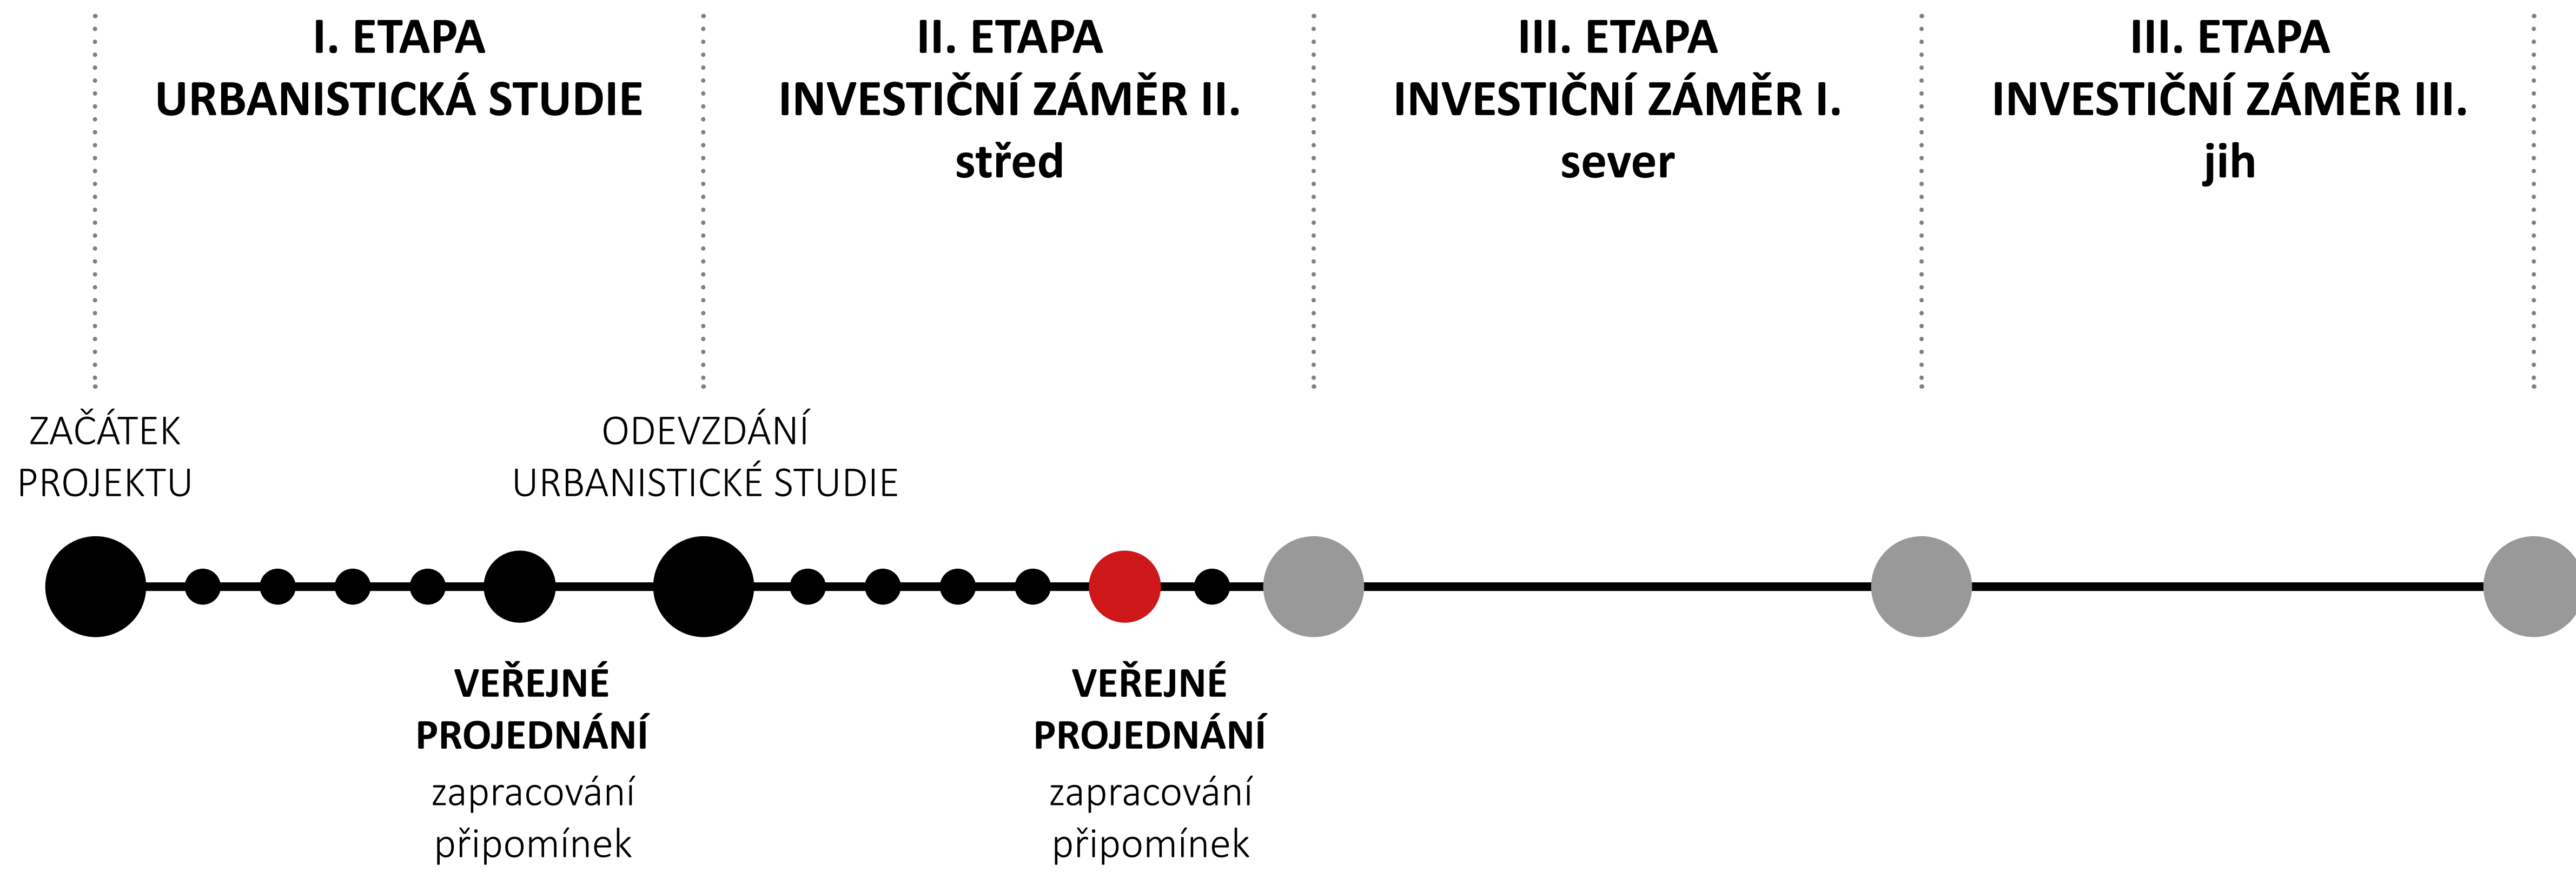 I. ETAPA
URBANISTICKÁ STUDIE
II. ETAPA
INVESTIČNÍ ZÁMĚR II.
střed
III. ETAPA
INVESTIČNÍ ZÁMĚR I.
sever
III. ETAPA
INVESTIČNÍ ZÁMĚR III.
jih
ZAČÁTEK
PROJEKTU
ODEVZDÁNÍ
URBANISTICKÉ STUDIE
VEŘEJNÉ
PROJEDNÁNÍ
zapracování
připomínek
VEŘEJNÉ
PROJEDNÁNÍ
zapracování
připomínek